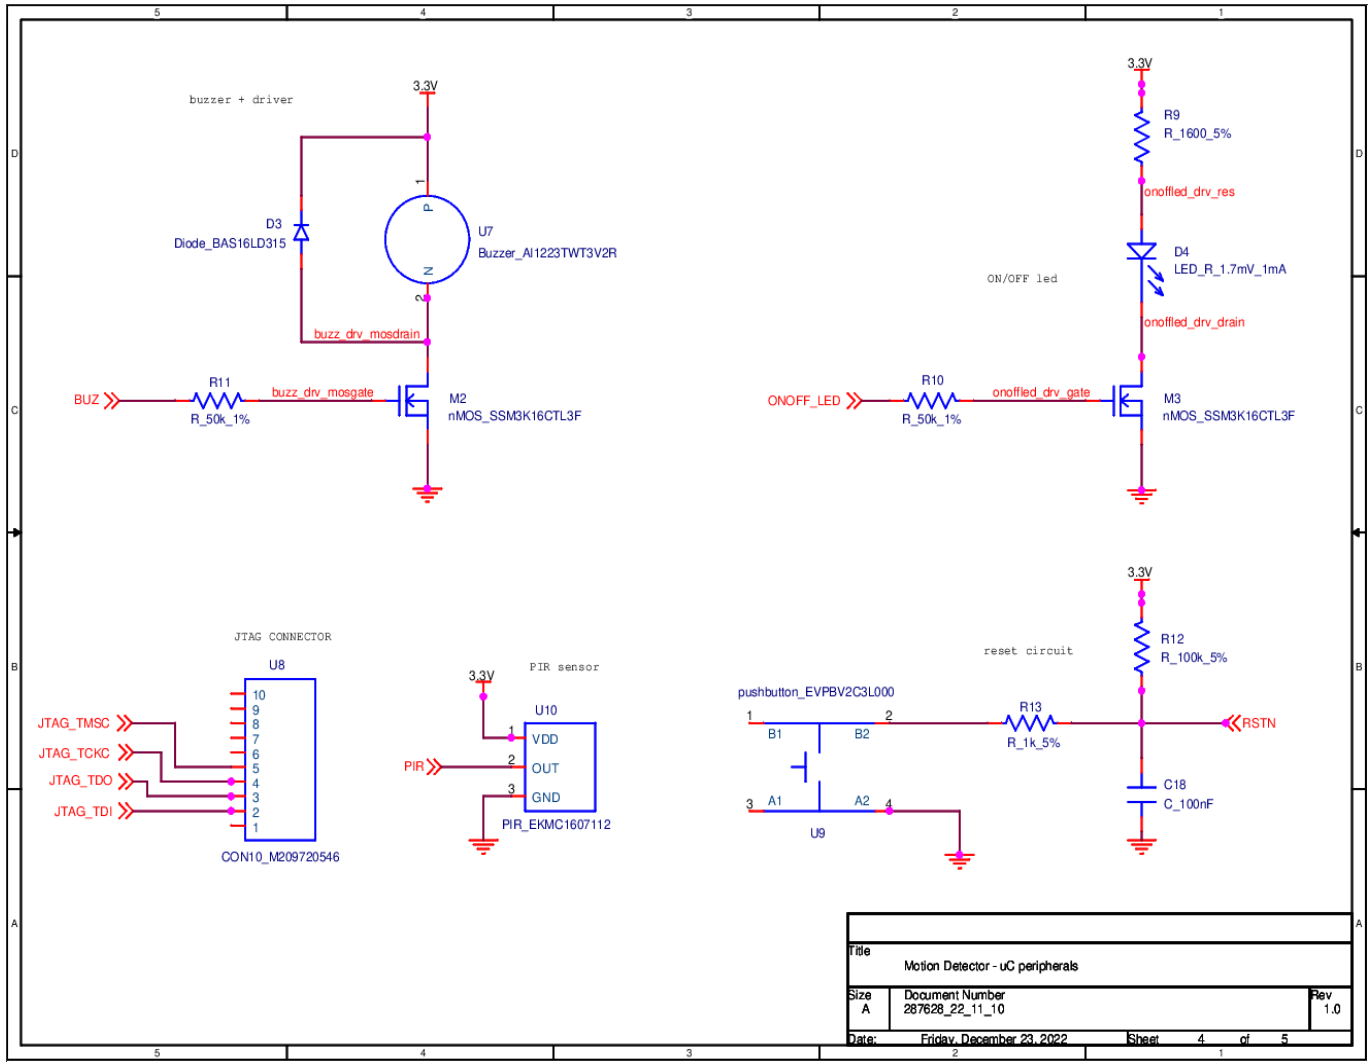 5 4 3 2 1
D
C
B
A
D
C
B
A
buzzer + driver
3.3V
1
P
D3
Diode_BAS16LD315
U7
Buzzer_AI1223TWT3V2R
N
2
buzz_drv_mosdrain
BUZ
R11
R_50k_1%
buzz_drv_mosgate
M2
nMOS_SSM3K16CTL3F
3.3V
R9
R_1600_5%
onoffled_drv_res
ON/OFF led
D4
LED_R_1.7mV_1mA
onoffled_drv_drain
ONOFF_LED
R10
R_50k_1%
onoffled_drv_gate
M3
nMOS_SSM3K16CTL3F
JTAG CONNECTOR
U8
10
9
8
7
6
5
4
3
2
1
JTAG_TMSC
JTAG_TCKC
JTAG_TDO
JTAG_TDI
CON10_M209720546
PIR sensor
3.3V
U10
1 VDD
PIR
2 OUT
3 GND
PIR_EKMC1607112
reset circuit
pushbutton_EVPBV2C3L000
1 2
B1 B2
A1 A2
3 4
U9
R13
R_1k_5%
3.3V
R12
R_100k_5%
RSTN
C18
C_100nF
Title
Motion Detector - uC peripherals
Size
A
Document Number
287628_22_11_10
Rev
1.0
Date: Friday, December 23, 2022 Sheet 4 of 5
5 4 3 2 1